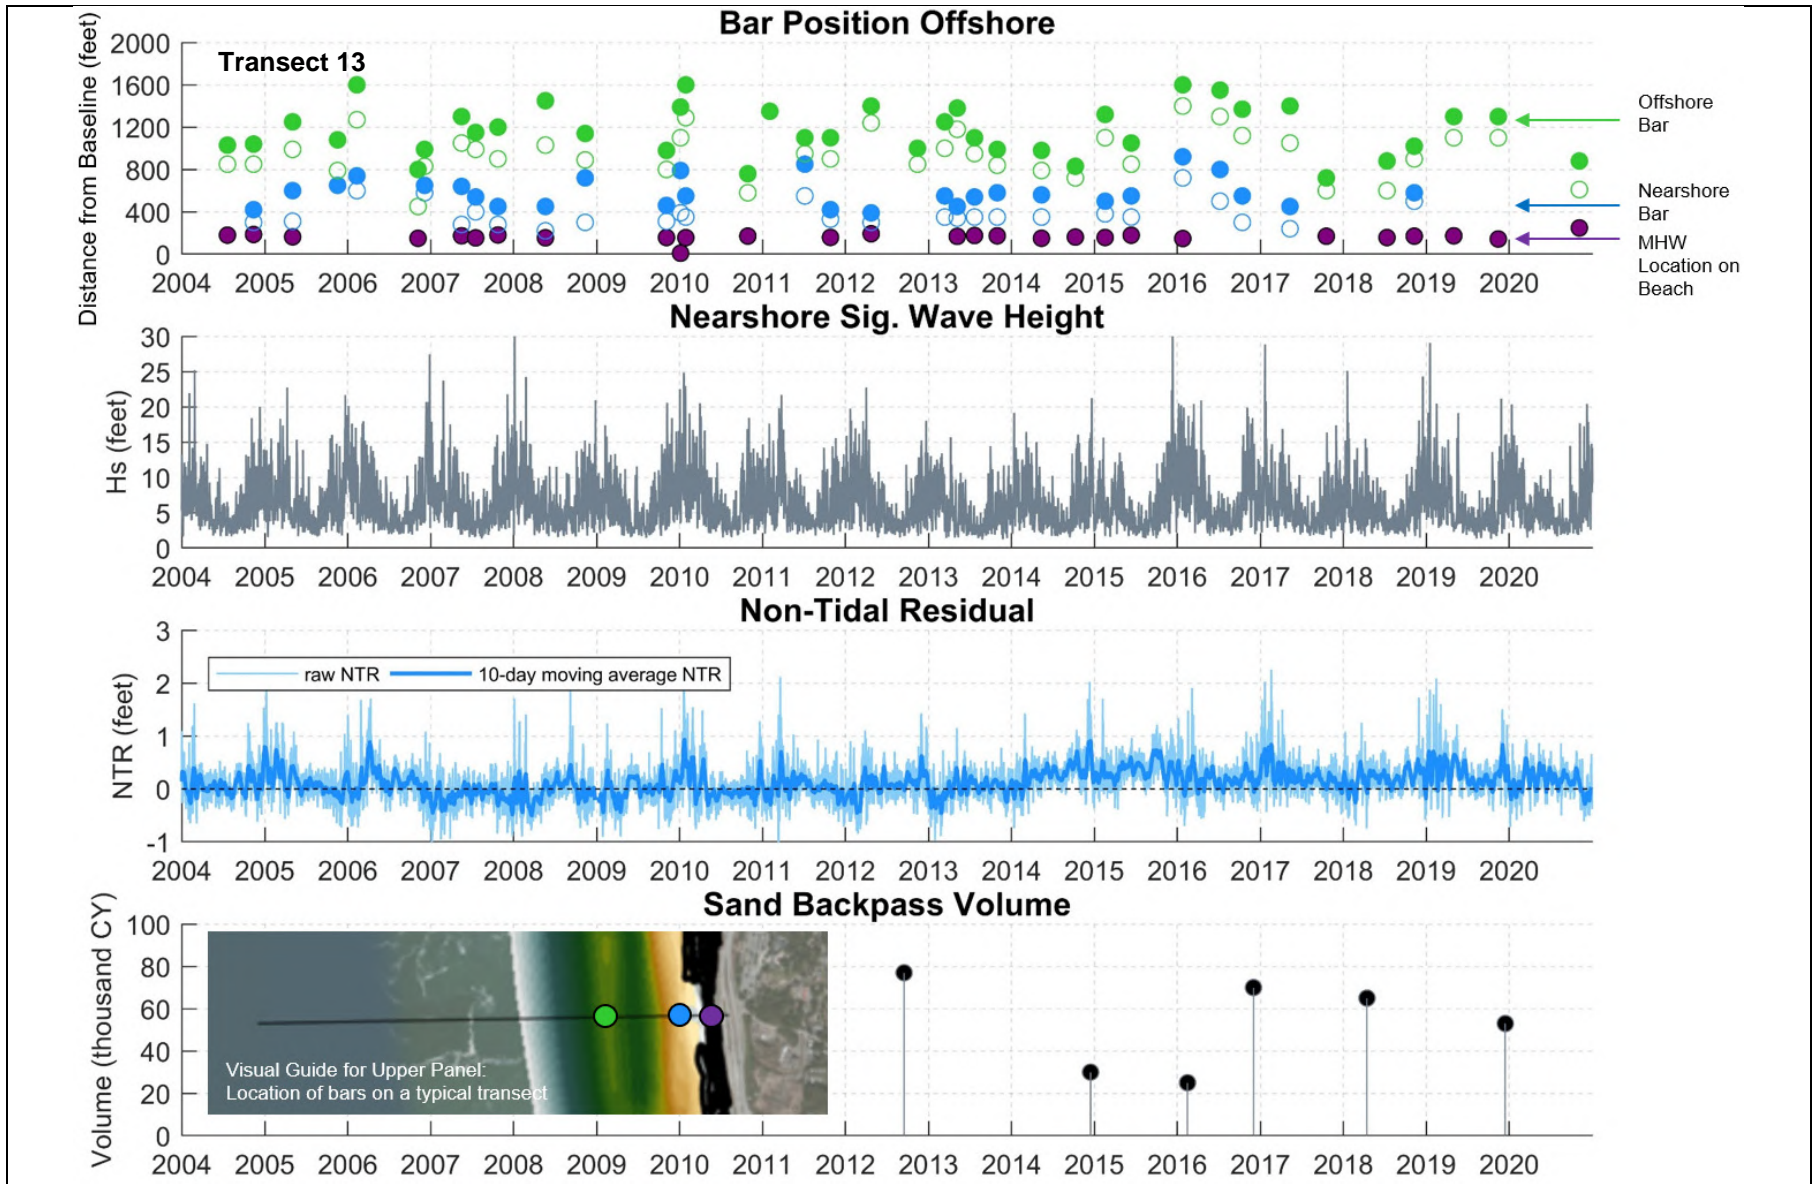 Bar Position Offshore
Distance from Baseline (feet)
2000
1600
1200
800
400
0
Transect 13
Offshore
Bar
Nearshore
Bar
MHW
Location on
Beach
2004 2005 2006 2007 2008 2009 2010 2011 2012 2013 2014 2015 2016 2017 2018 2019 2020
Nearshore Sig. Wave Height
Hs (feet)
30
25
20
15
10
5
0
2004 2005 2006 2007 2008 2009 2010 2011 2012 2013 2014 2015 2016 2017 2018 2019 2020
Non-Tidal Residual
NTR (feet)
3
2
1
0
-1
raw NTR 10-day moving average NTR
2004 2005 2006 2007 2008 2009 2010 2011 2012 2013 2014 2015 2016 2017 2018 2019 2020
Sand Backpass Volume
Volume (thousand CY)
100
80
60
40
20
0
Visual Guide for Upper Panel:
Location of bars on a typical transect
2004 2005 2006 2007 2008 2009 2010 2011 2012 2013 2014 2015 2016 2017 2018 2019 2020